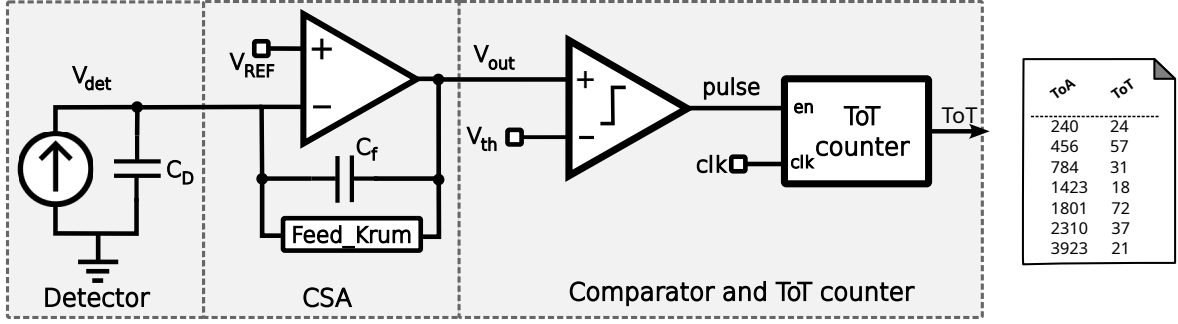 V_det
C_D
Detector
V_REF
+
−
C_f
Feed_Krum
CSA
V_out
+
−
V_th
pulse
clk
en
clk
ToT
counter
ToT
Comparator and ToT counter
ToA ToT
240 24
456 57
784 31
1423 18
1801 72
2310 37
3923 21